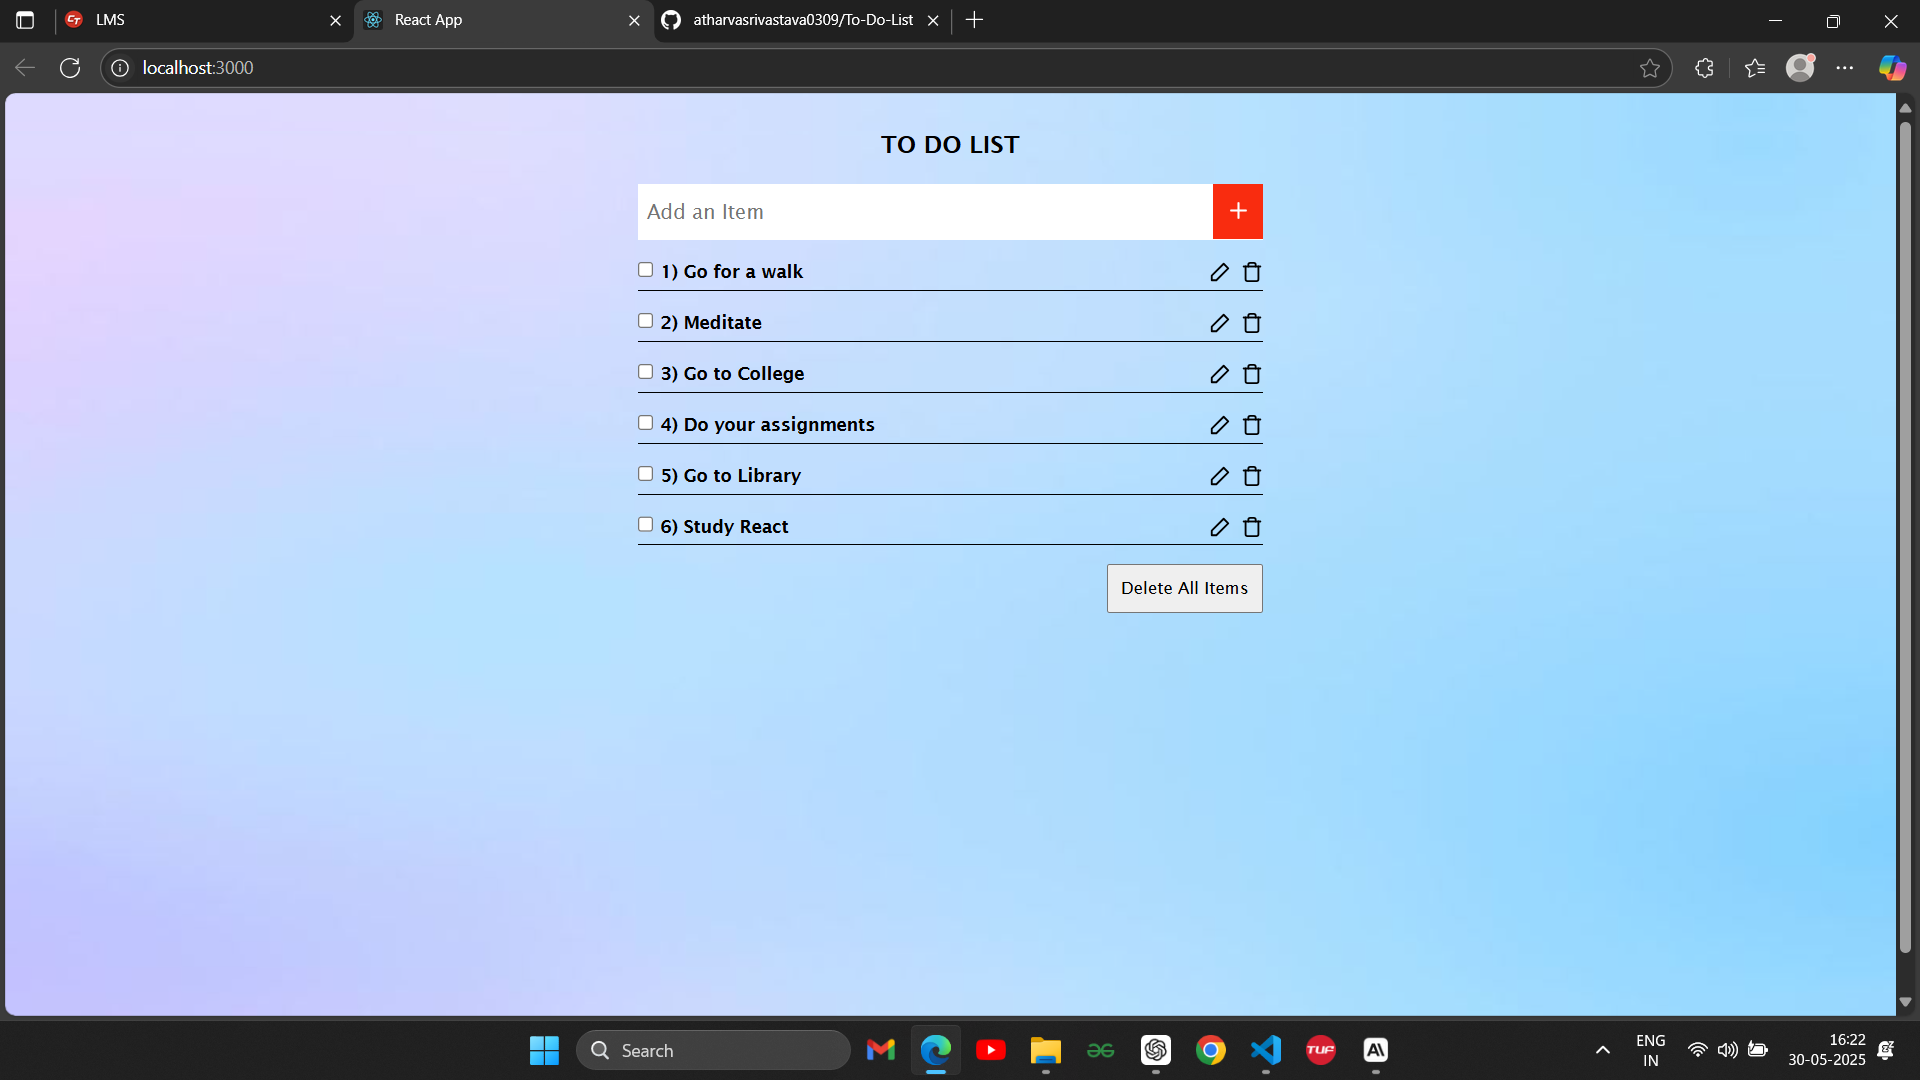 LMS
React App
atharvasrivastava0309/To-Do-List
localhost:3000
TO DO LIST
Add an Item
+
1) Go for a walk
2) Meditate
3) Go to College
4) Do your assignments
5) Go to Library
6) Study React
Delete All Items
Search
TUF
ENG
IN
16:22
30-05-2025